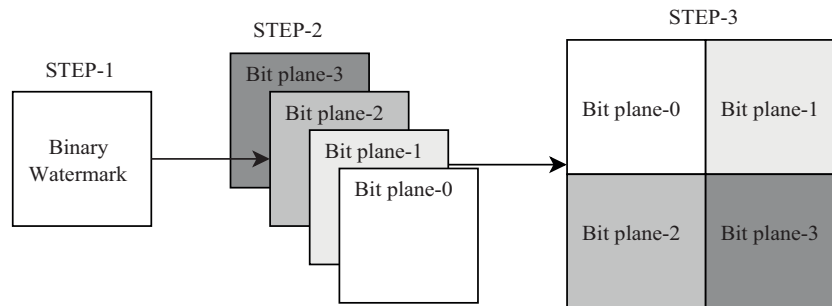 STEP-1
Binary
Watermark
STEP-2
Bit plane-3
Bit plane-2
Bit plane-1
Bit plane-0
STEP-3
Bit plane-0
Bit plane-1
Bit plane-2
Bit plane-3